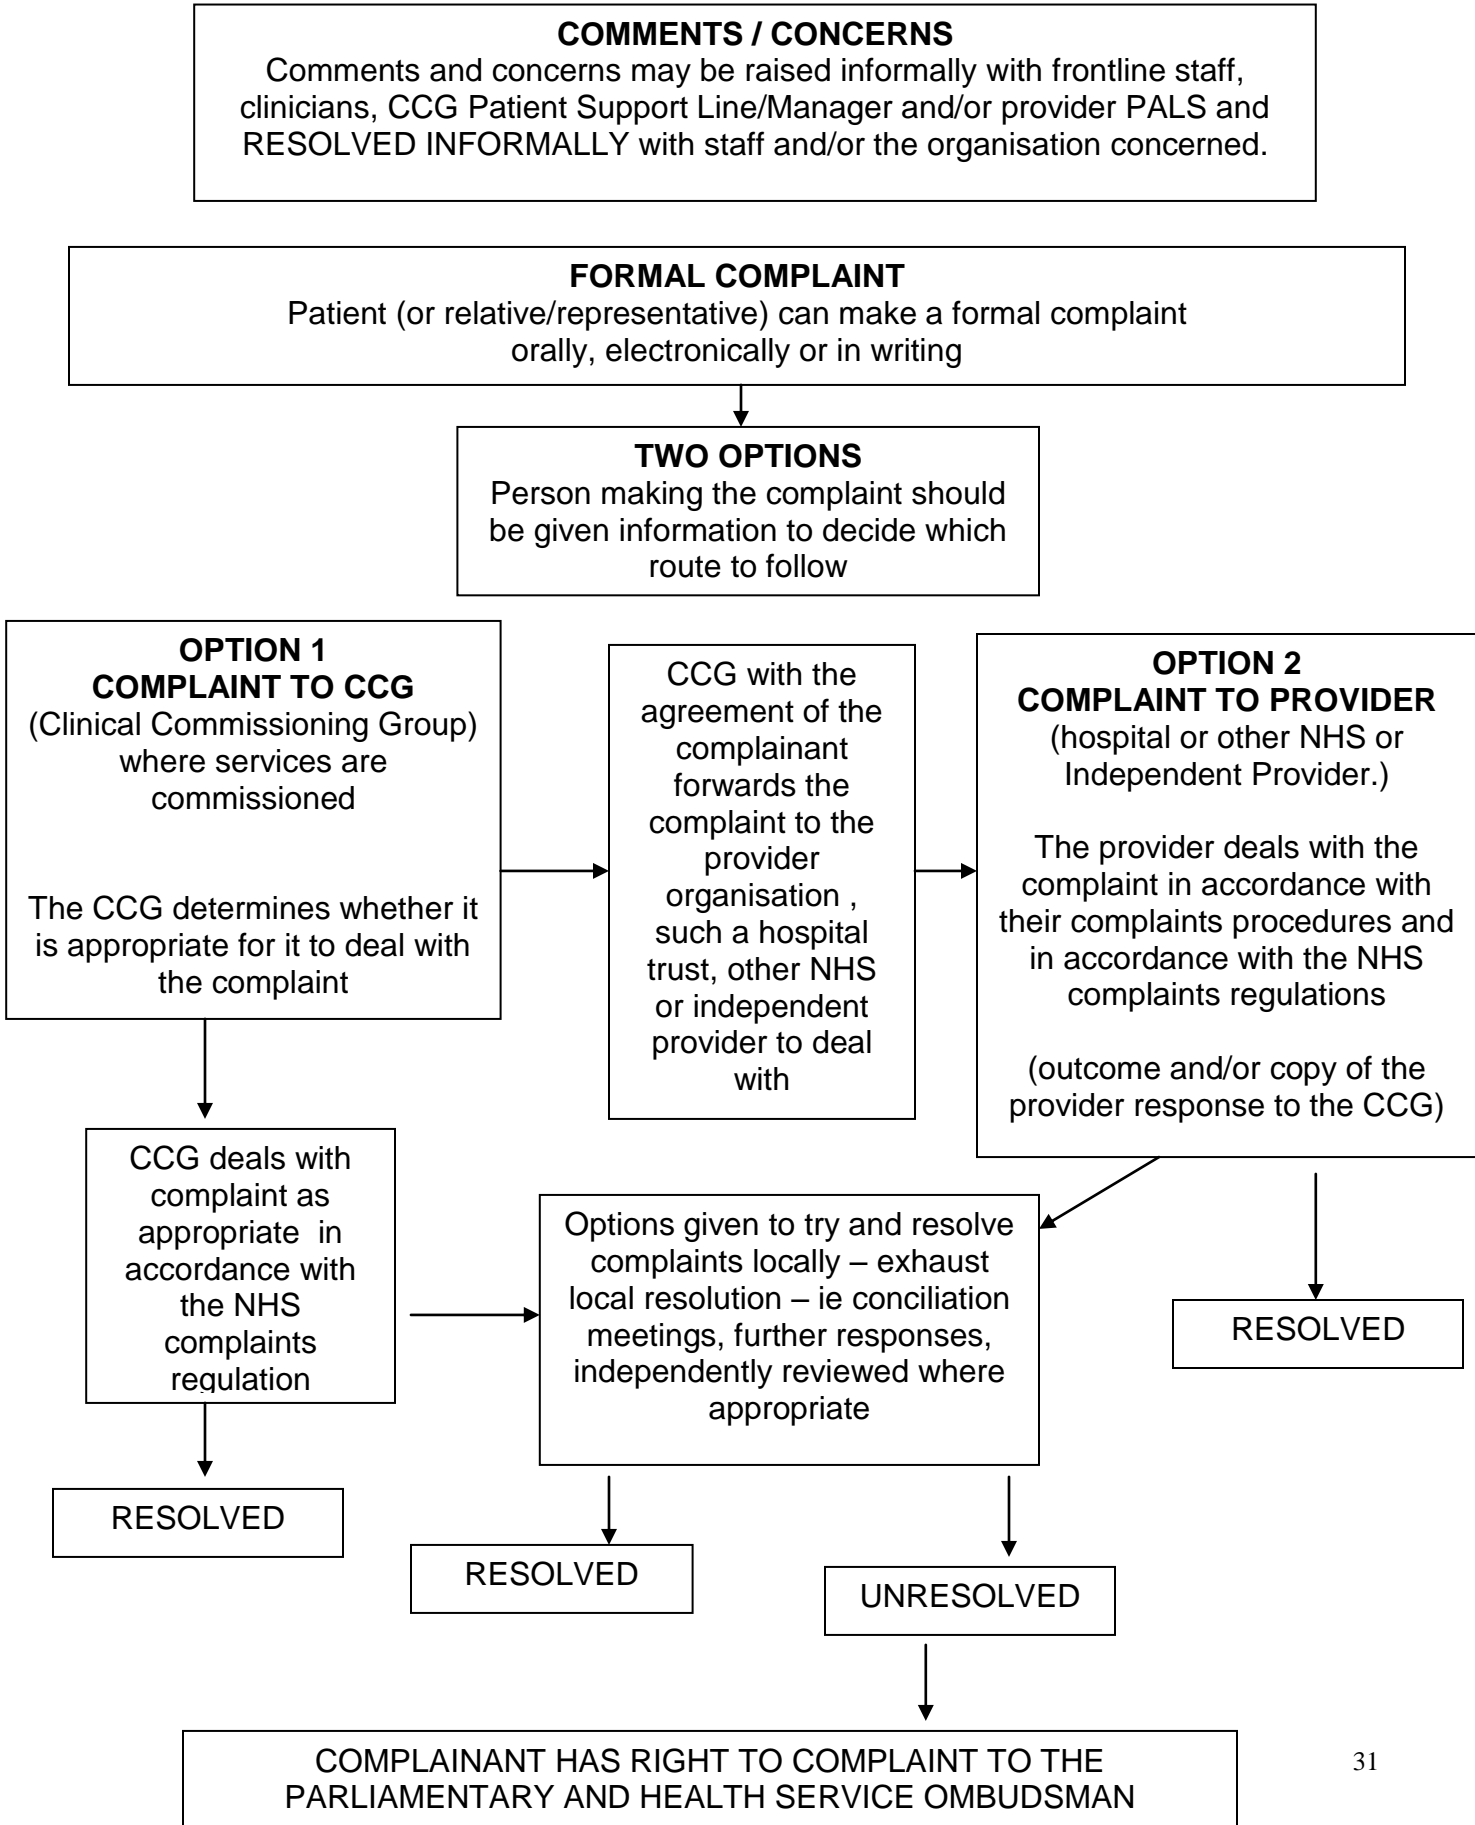 COMMENTS / CONCERNS
Comments and concerns may be raised informally with frontline staff,
clinicians, CCG Patient Support Line/Manager and/or provider PALS and
RESOLVED INFORMALLY with staff and/or the organisation concerned.
FORMAL COMPLAINT
Patient (or relative/representative) can make a formal complaint
orally, electronically or in writing
TWO OPTIONS
Person making the complaint should
be given information to decide which
route to follow
OPTION 1
COMPLAINT TO CCG
(Clinical Commissioning Group)
where services are
commissioned
The CCG determines whether it
is appropriate for it to deal with
the complaint
CCG with the
agreement of the
complainant
forwards the
complaint to the
provider
organisation ,
such a hospital
trust, other NHS
or independent
provider to deal
with
OPTION 2
COMPLAINT TO PROVIDER
(hospital or other NHS or
Independent Provider.)
The provider deals with the
complaint in accordance with
their complaints procedures and
in accordance with the NHS
complaints regulations
(outcome and/or copy of the
provider response to the CCG)
CCG deals with
complaint as
appropriate  in
accordance with
the NHS
complaints
regulation
Options given to try and resolve
complaints locally – exhaust
local resolution – ie conciliation
meetings, further responses,
independently reviewed where
appropriate
RESOLVED
RESOLVED
RESOLVED
UNRESOLVED
COMPLAINANT HAS RIGHT TO COMPLAINT TO THE
PARLIAMENTARY AND HEALTH SERVICE OMBUDSMAN
31